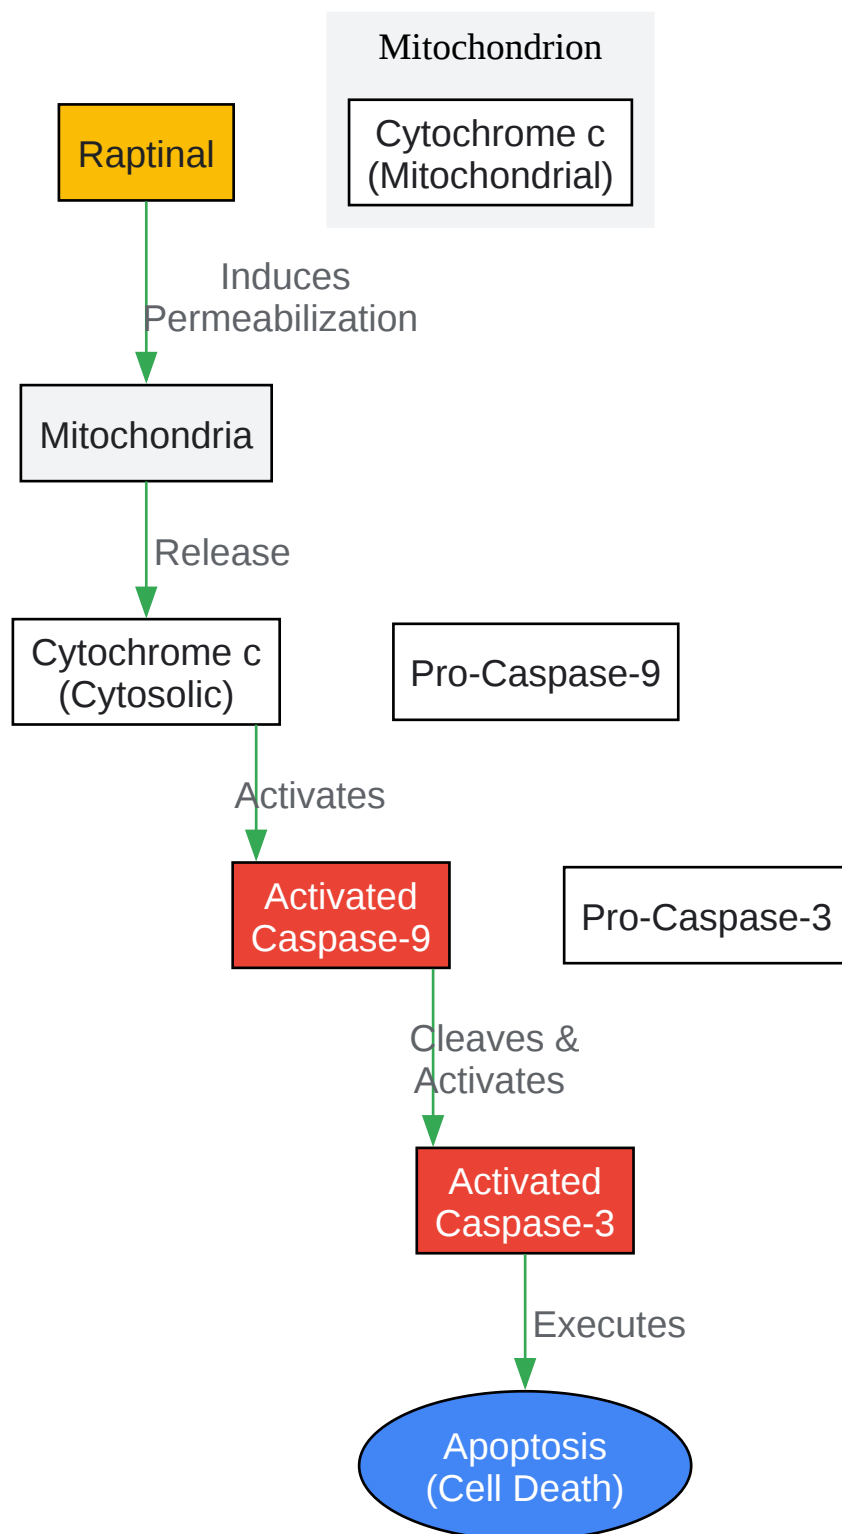 Mitochondrion
Cytochrome c
(Mitochondrial)
Raptinal
Induces
Permeabilization
Mitochondria
Release
Cytochrome c
(Cytosolic)
Pro-Caspase-9
Activates
Activated
Caspase-9
Pro-Caspase-3
Cleaves &
Activates
Activated
Caspase-3
Executes
Apoptosis
(Cell Death)